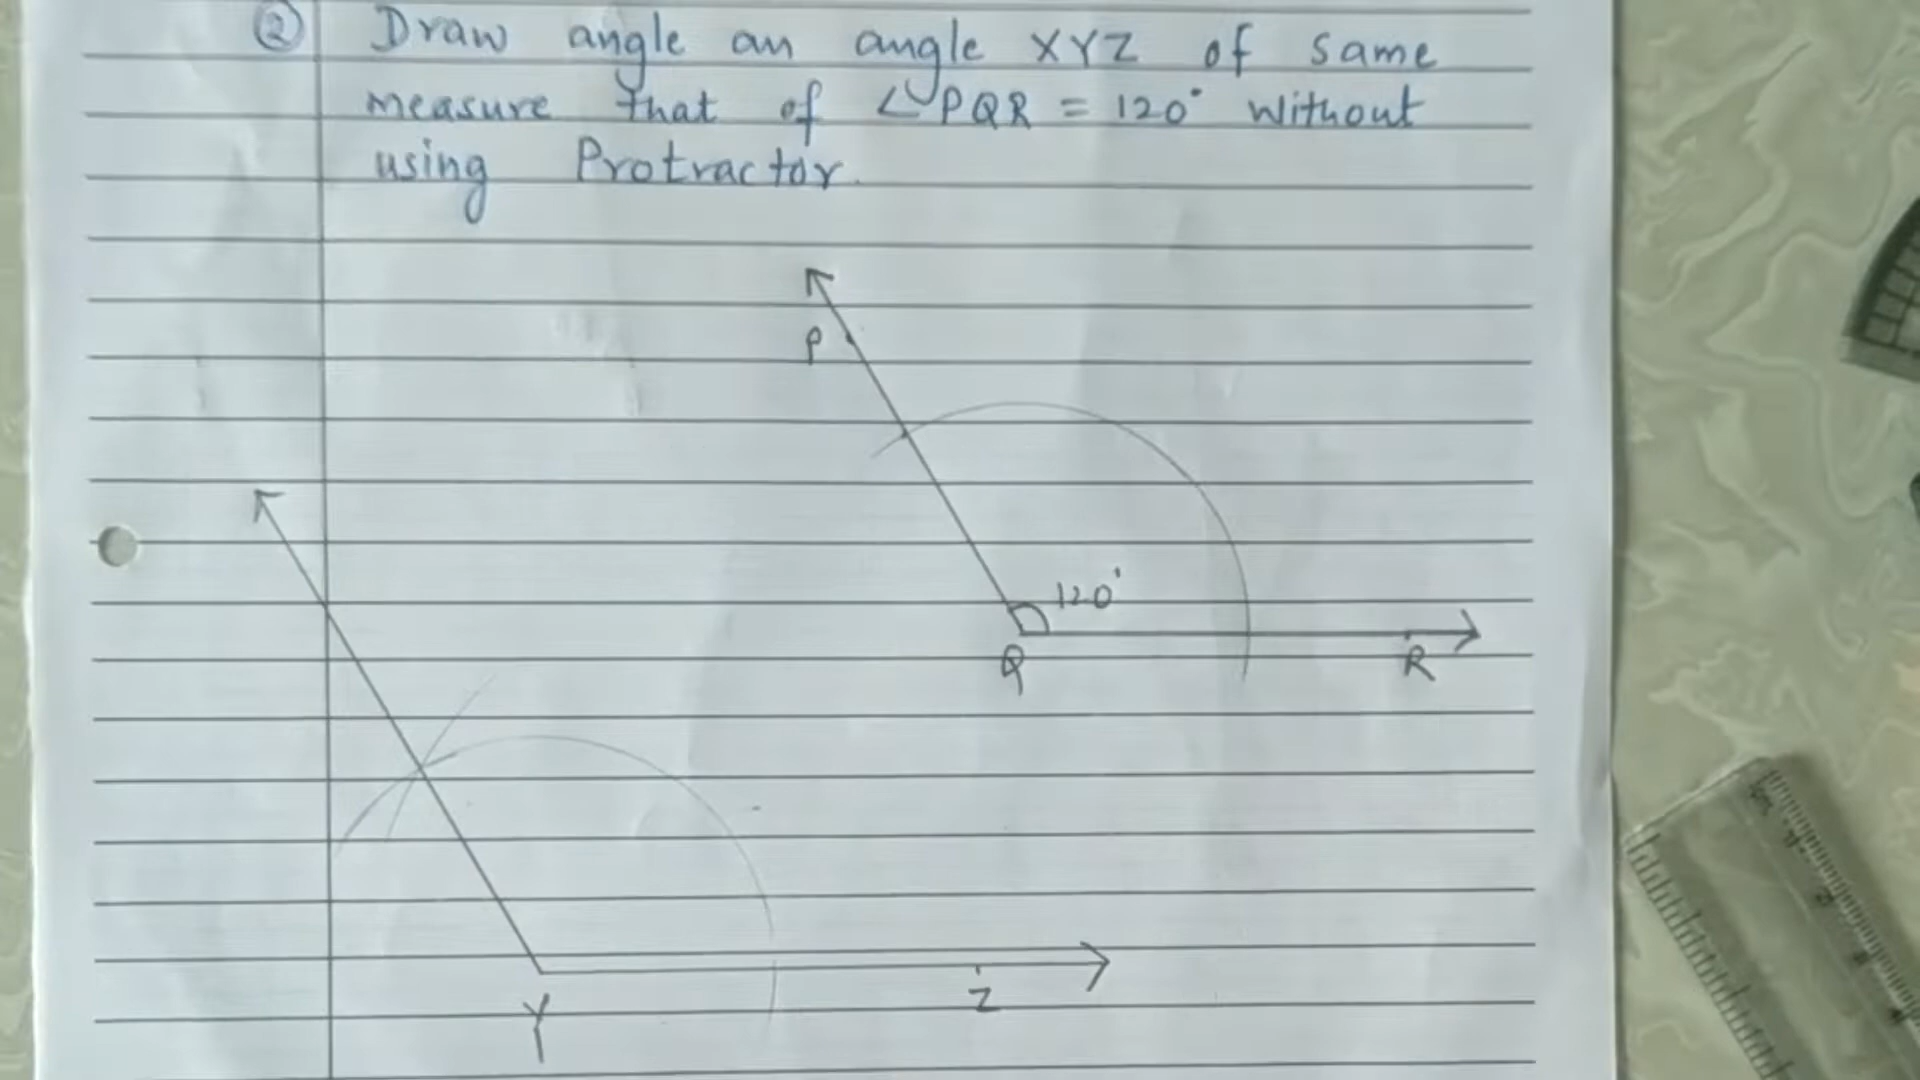 ② Draw angle an angle XYZ of same
measure that of ∠PQR = 120° without
using Protractor.
P
120°
Q
R
Y
Z